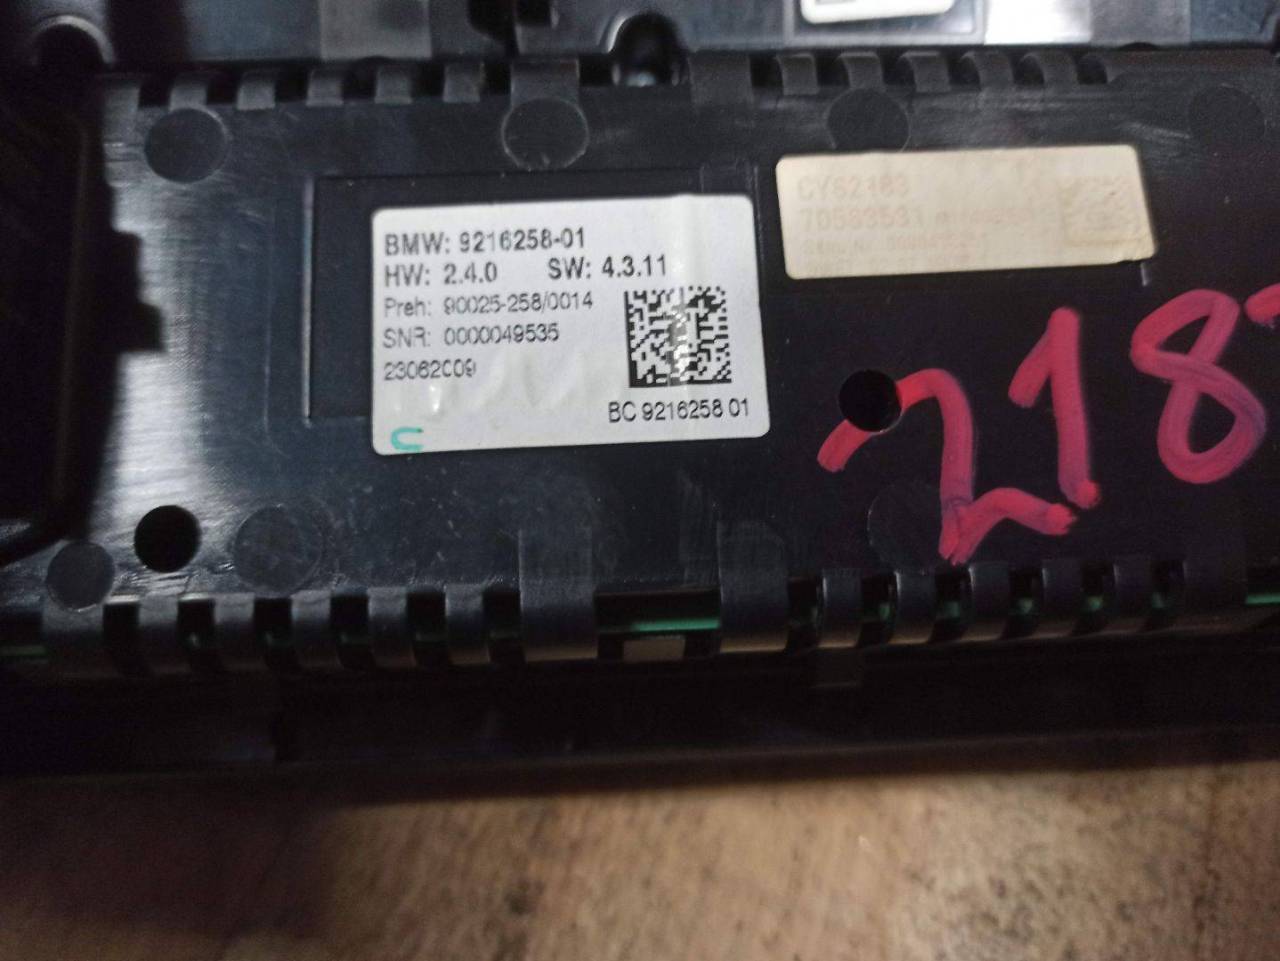 BMW: 9216258-01
HW: 2.4.0 SW: 4.3.11
Preh: 90025-258/0014
SNR: 0000049535
23062C09
BC 9216258 01
C
CY62183
70583531
218